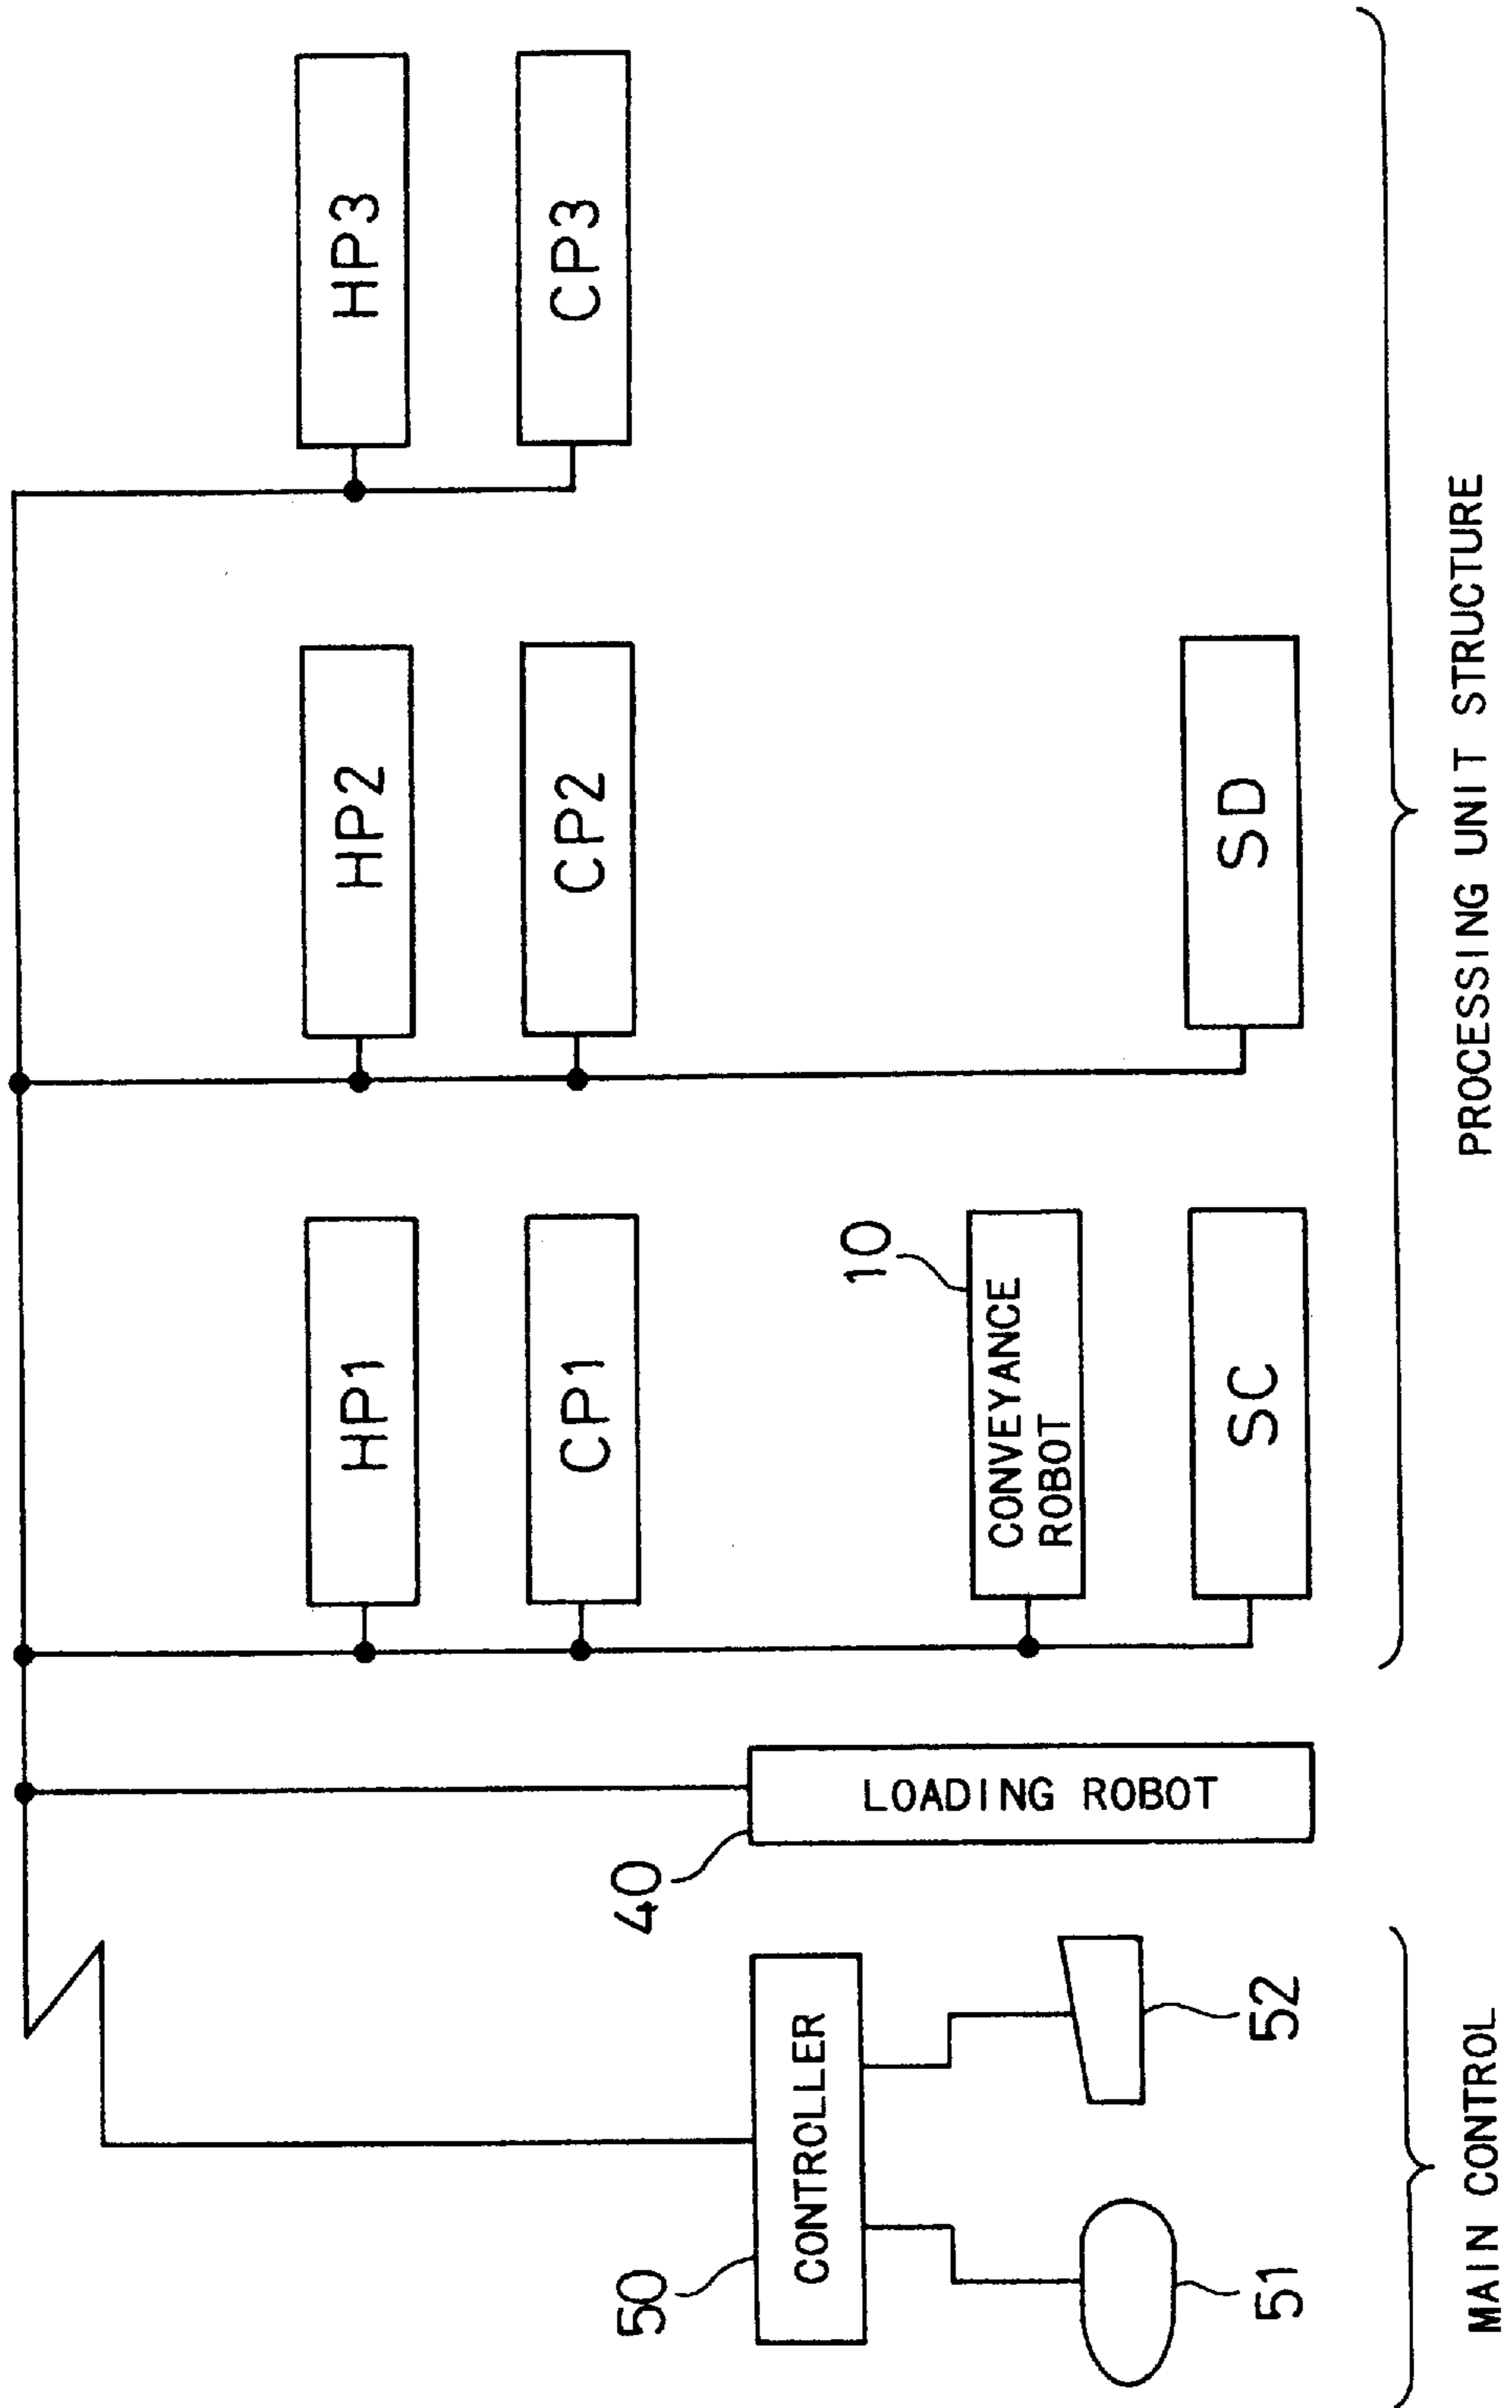 HP1
HP2
HP3
CP1
CP2
CP3
50
CONTROLLER
40
LOADING ROBOT
10
CONVEYANCE
ROBOT
SC
SD
51
52
MAIN CONTROL
PROCESSING UNIT STRUCTURE